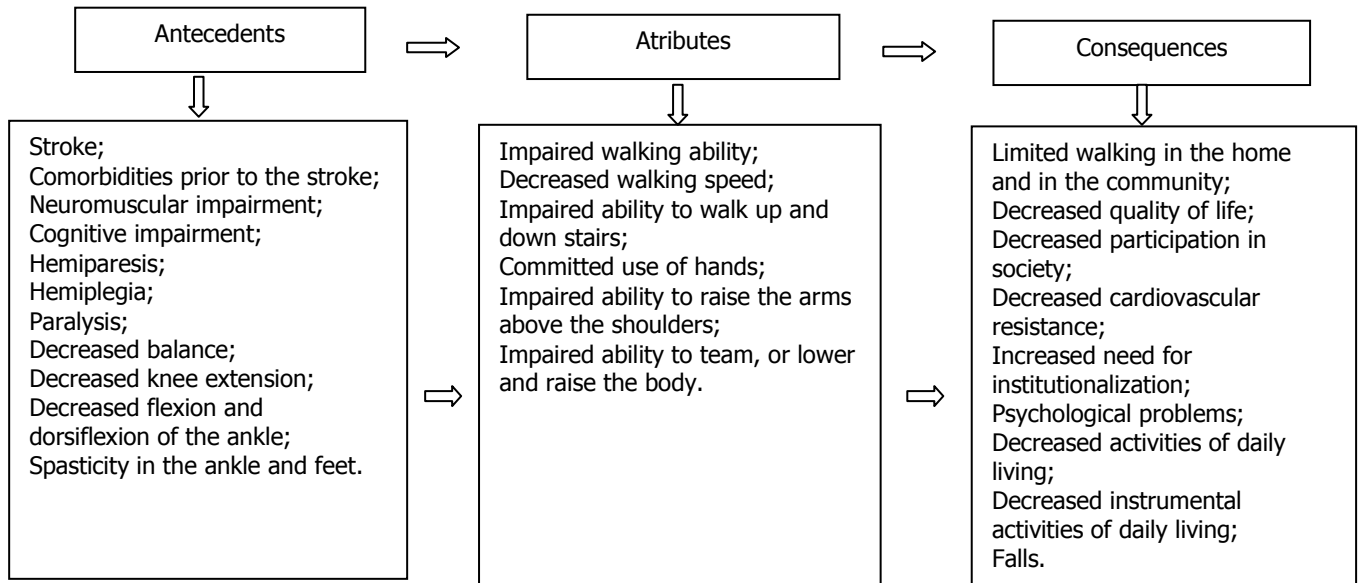 Antecedents
Atributes
Consequences
Stroke;
Comorbidities prior to the stroke;
Neuromuscular impairment;
Cognitive impairment;
Hemiparesis;
Hemiplegia;
Paralysis;
Decreased balance;
Decreased knee extension;
Decreased flexion and
dorsiflexion of the ankle;
Spasticity in the ankle and feet.
Impaired walking ability;
Decreased walking speed;
Impaired ability to walk up and
down stairs;
Committed use of hands;
Impaired ability to raise the arms
above the shoulders;
Impaired ability to team, or lower
and raise the body.
Limited walking in the home
and in the community;
Decreased quality of life;
Decreased participation in
society;
Decreased cardiovascular
resistance;
Increased need for
institutionalization;
Psychological problems;
Decreased activities of daily
living;
Decreased instrumental
activities of daily living;
Falls.